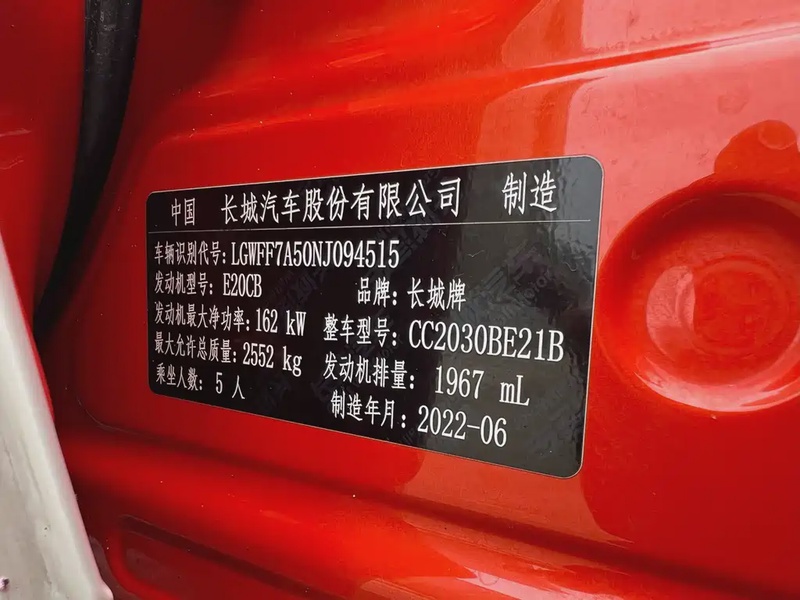 中国 长城汽车股份有限公司 制造
车辆识别代号:LGWFF7A50NJ094515
发动机型号:E20CB 品牌:长城牌
发动机最大净功率:162 kW 整车型号:CC2030BE21B
最大允许总质量:2552 kg 发动机排量:1967 mL
乘坐人数:5 人 制造年月:2022-06